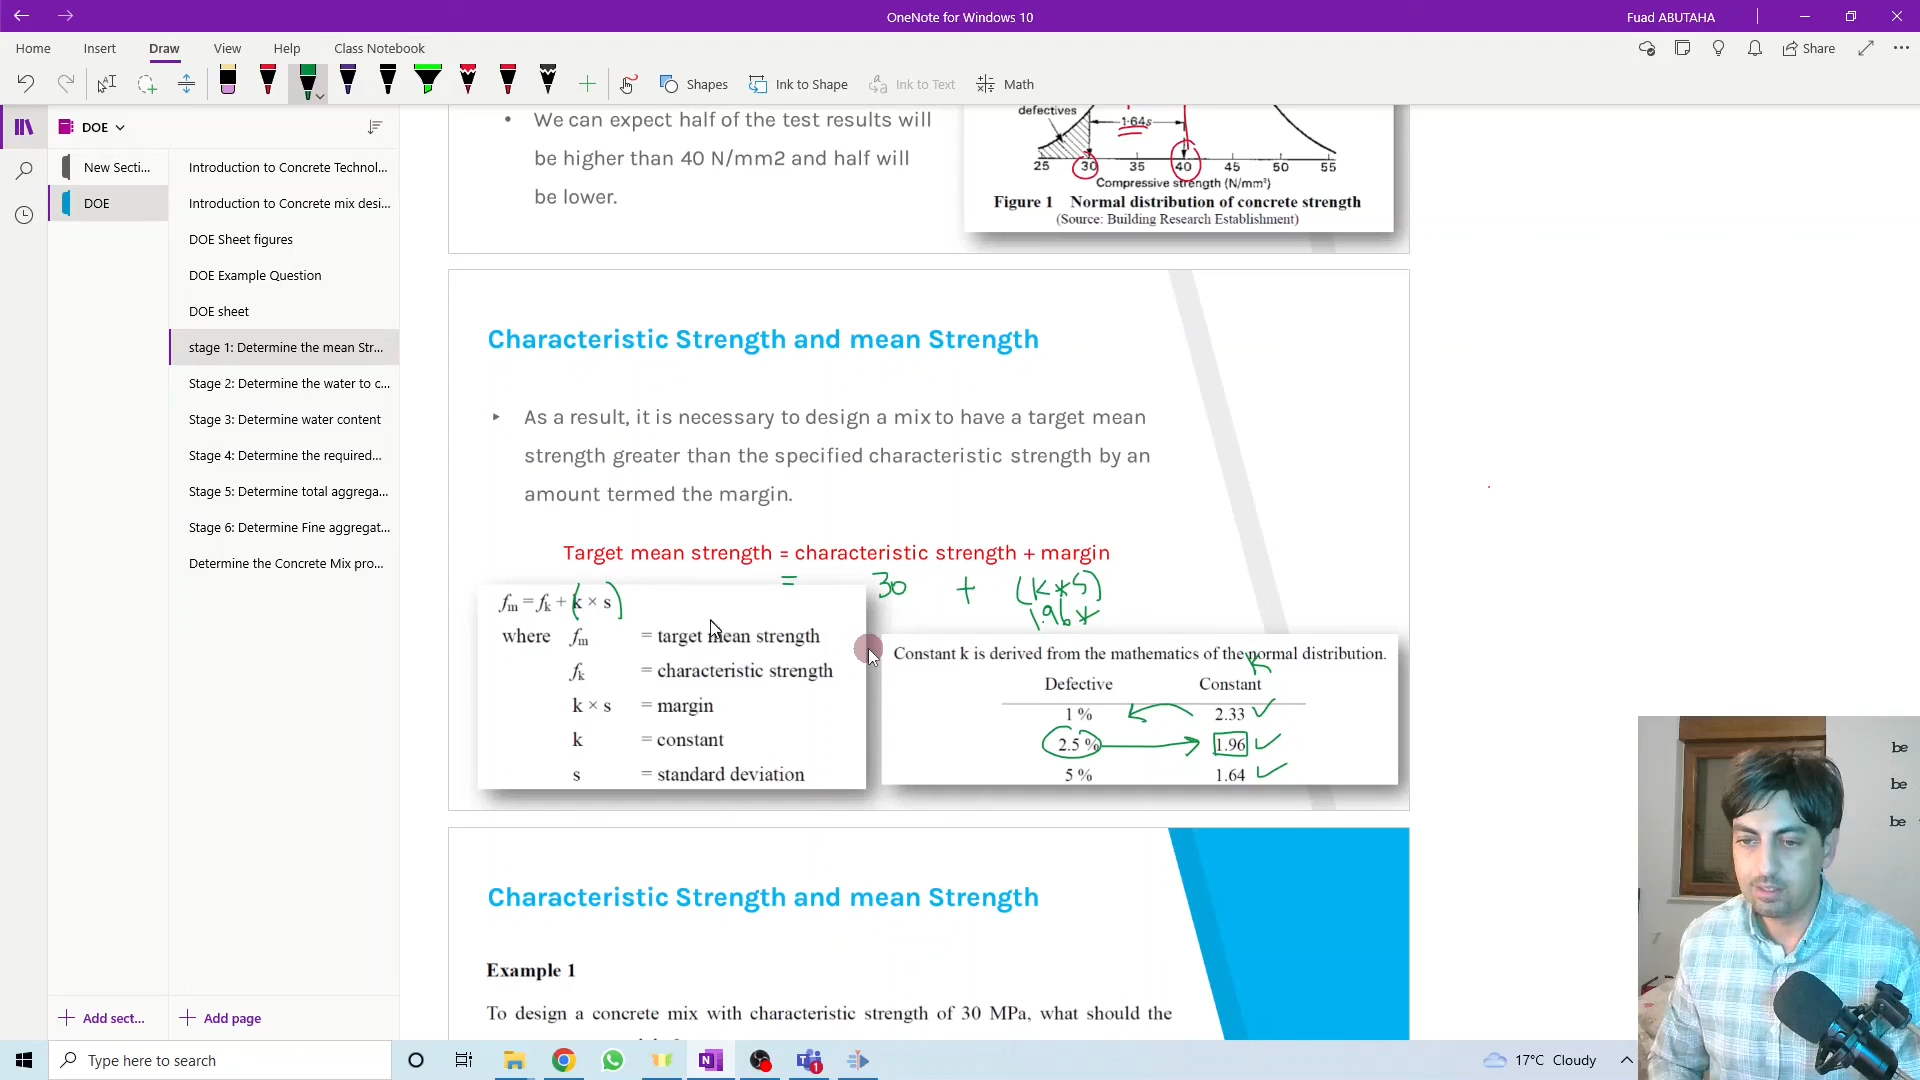 OneNote for Windows 10
Fuad ABUTAHA
Home Insert Draw View Help Class Notebook
Share
Shapes Ink to Shape Ink to Text Math
DOE
New Secti...
DOE
Introduction to Concrete Technol...
Introduction to Concrete mix desi...
DOE Sheet figures
DOE Example Question
DOE sheet
stage 1: Determine the mean Str...
Stage 2: Determine the water to c...
Stage 3: Determine water content
Stage 4: Determine the required...
Stage 5: Determine total aggrega...
Stage 6: Determine Fine aggregat...
Determine the Concrete Mix pro...
Add sect...
Add page
• We can expect half of the test results will
be higher than 40 N/mm2 and half will
be lower.
defectives
1·64s
25 30 35 40 45 50 55
Compressive strength (N/mm²)
Figure 1 Normal distribution of concrete strength
(Source: Building Research Establishment)
Characteristic Strength and mean Strength
As a result, it is necessary to design a mix to have a target mean
strength greater than the specified characteristic strength by an
amount termed the margin.
Target mean strength = characteristic strength + margin
= 30 + (K*S)
1.96*
fm = fk + (k × s)
where fm = target mean strength
fk = characteristic strength
k × s = margin
k = constant
s = standard deviation
Constant k is derived from the mathematics of the normal distribution.
K
Defective Constant
1 % 2.33
2.5 % 1.96
5 % 1.64
Characteristic Strength and mean Strength
Example 1
To design a concrete mix with characteristic strength of 30 MPa, what should the
be
be
be
Type here to search
1
17°C Cloudy